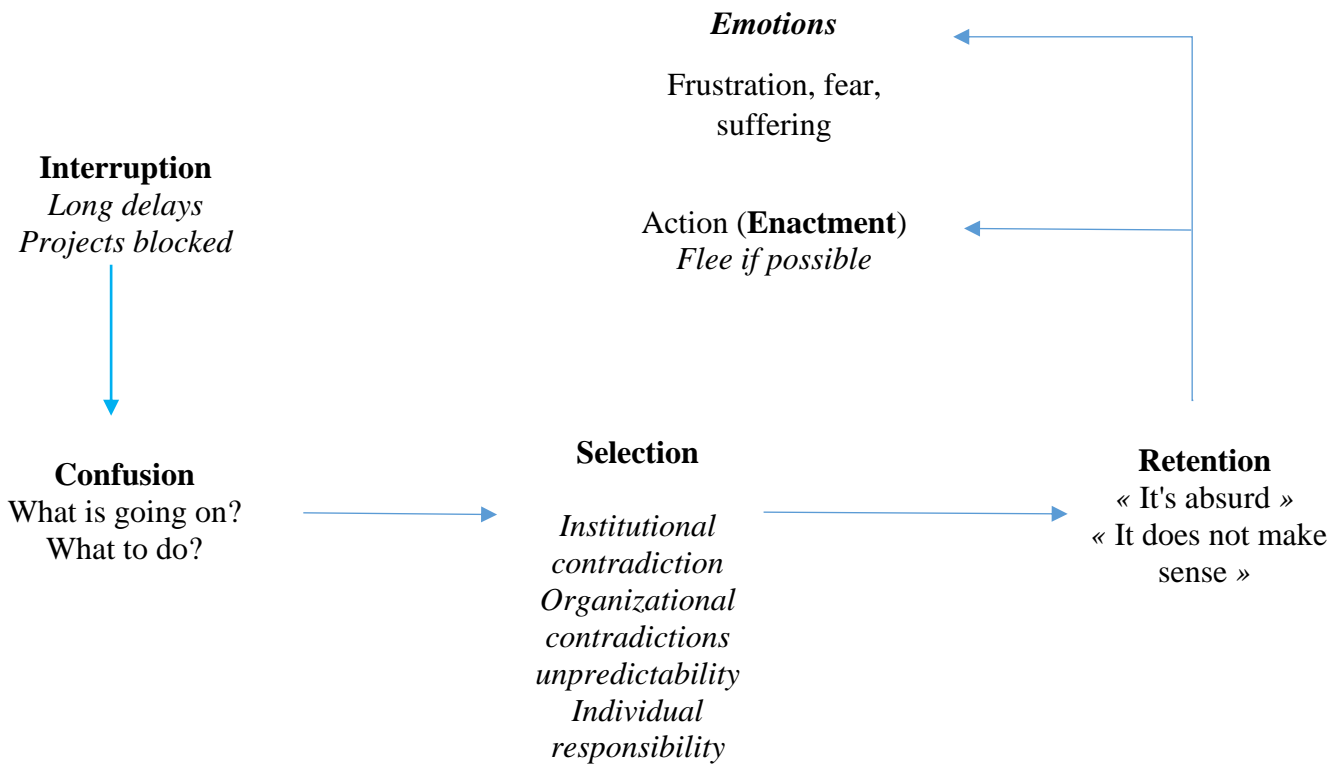 Emotions
Frustration, fear,
suffering
Interruption
Long delays
Projects blocked
Action (Enactment)
Flee if possible
Confusion
What is going on?
What to do?
Selection
Institutional
contradiction
Organizational
contradictions
unpredictability
Individual
responsibility
Retention
« It's absurd »
« It does not make
sense »